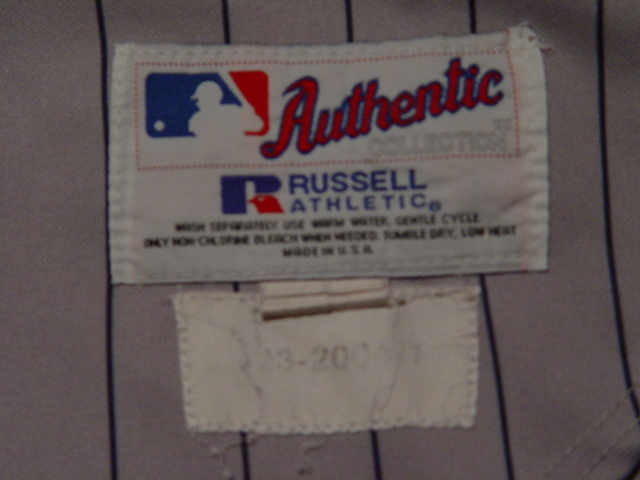 Authentic
COLLECTION™
RUSSELL
ATHLETIC®
WASH SEPARATELY. USE WARM WATER. GENTLE CYCLE
ONLY NON-CHLORINE BLEACH WHEN NEEDED. TUMBLE DRY, LOW HEAT
MADE IN U.S.A.